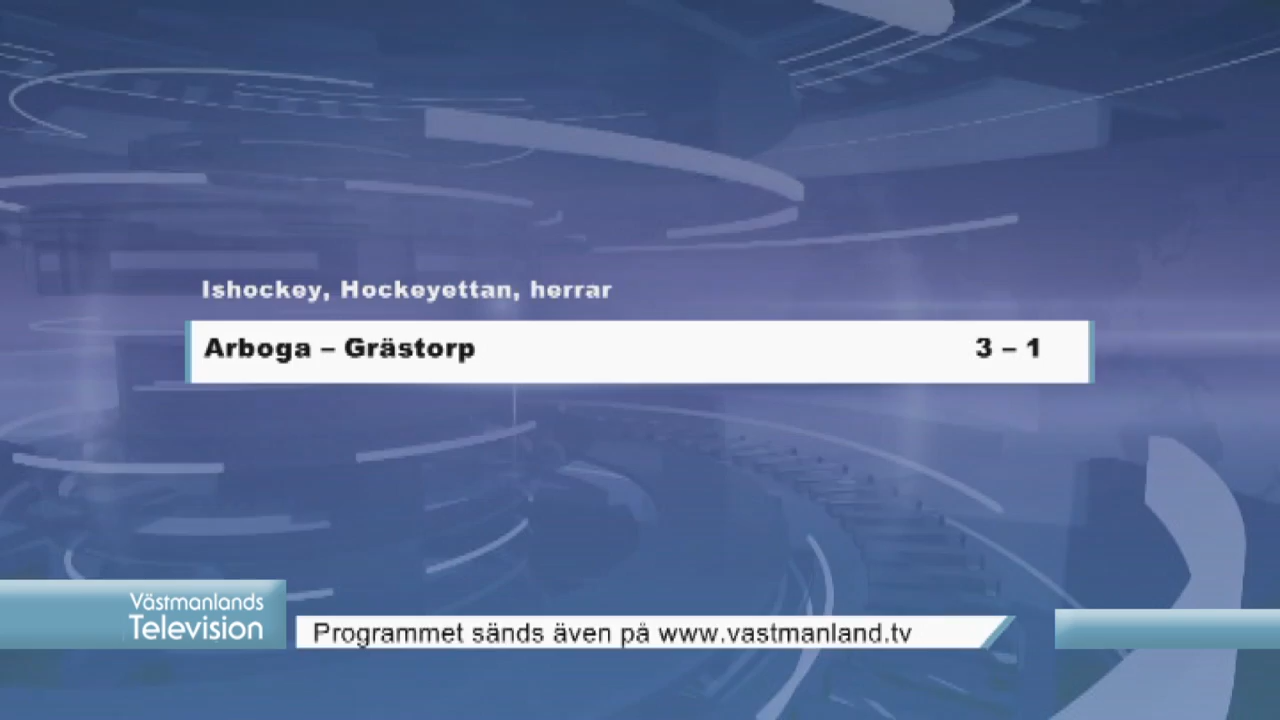 Ishockey, Hockeyettan, herrar
Arboga – Grästorp 3 – 1
Västmanlands
Television
Programmet sänds även på www.vastmanland.tv